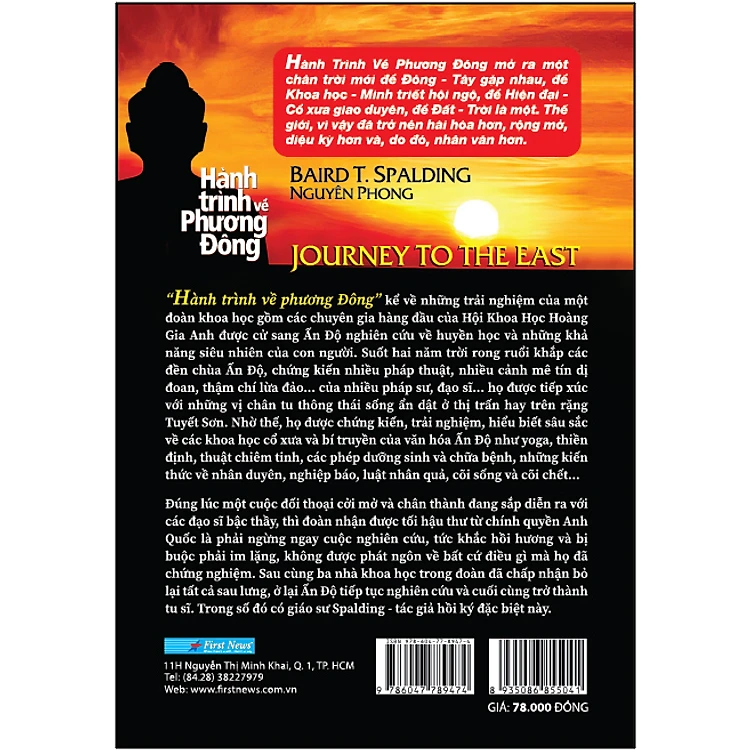 Hành Trình Về Phương Đông mở ra một
chân trời mới để Đông - Tây gặp nhau, để
Khoa học - Minh triết hội ngộ, để Hiện đại -
Cổ xưa giao duyên, để Đất - Trời là một. Thế
giới, vì vậy đã trở nên hài hòa hơn, rộng mở,
diệu kỳ hơn và, do đó, nhân văn hơn.
BAIRD T. SPALDING
NGUYÊN PHONG
Hành
trình về
Phương
Đông
JOURNEY TO THE EAST
“Hành trình về phương Đông” kể về những trải nghiệm của một
đoàn khoa học gồm các chuyên gia hàng đầu của Hội Khoa Học Hoàng
Gia Anh được cử sang Ấn Độ nghiên cứu về huyền học và những khả
năng siêu nhiên của con người. Suốt hai năm trời rong ruổi khắp các
đền chùa Ấn Độ, chứng kiến nhiều pháp thuật, nhiều cảnh mê tín dị
đoan, thậm chí lừa đảo... của nhiều pháp sư, đạo sĩ... họ được tiếp xúc
với những vị chân tu thông thái sống ẩn dật ở thị trấn hay trên rặng
Tuyết Sơn. Nhờ thế, họ được chứng kiến, trải nghiệm, hiểu biết sâu sắc
về các khoa học cổ xưa và bí truyền của văn hóa Ấn Độ như yoga, thiền
định, thuật chiêm tinh, các phép dưỡng sinh và chữa bệnh, những kiến
thức về nhân duyên, nghiệp báo, luật nhân quả, cõi sống và cõi chết...
Đúng lúc một cuộc đối thoại cởi mở và chân thành đang sắp diễn ra với
các đạo sĩ bậc thầy, thì đoàn nhận được tối hậu thư từ chính quyền Anh
Quốc là phải ngừng ngay cuộc nghiên cứu, tức khắc hồi hương và bị
buộc phải im lặng, không được phát ngôn về bất cứ điều gì mà họ đã
chứng nghiệm. Sau cùng ba nhà khoa học trong đoàn đã chấp nhận bỏ
lại tất cả sau lưng, ở lại Ấn Độ tiếp tục nghiên cứu và cuối cùng trở thành
tu sĩ. Trong số đó có giáo sư Spalding - tác giả hồi ký đặc biệt này.
First News
11H Nguyễn Thị Minh Khai, Q. 1, TP. HCM
Tel: (84.28) 38227979
Web: www.firstnews.com.vn
ISBN 978-604-77-8947-4
9 786047 789474
8 935086 855041
GIÁ: 78.000 ĐỒNG